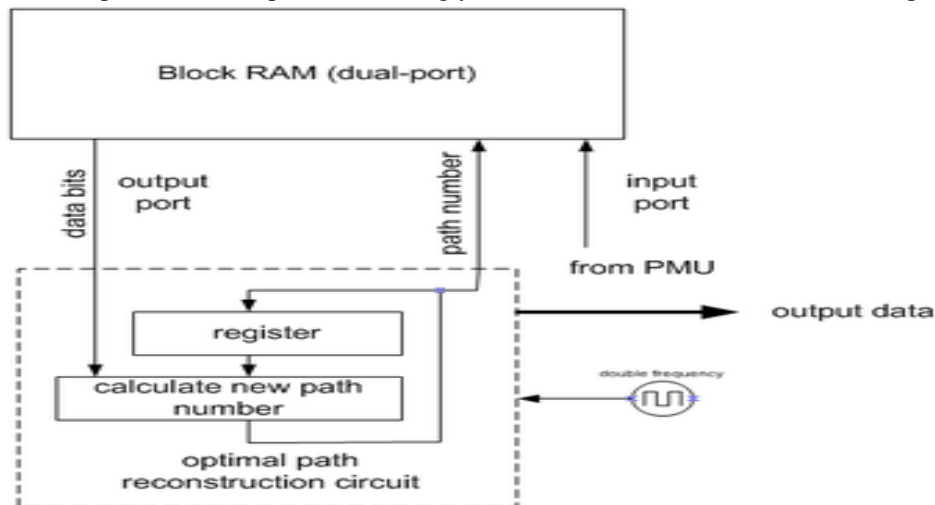 Block RAM (dual-port)
data bits
output
port
path number
input
port
from PMU
register
output data
calculate new path
number
double frequency
optimal path
reconstruction circuit